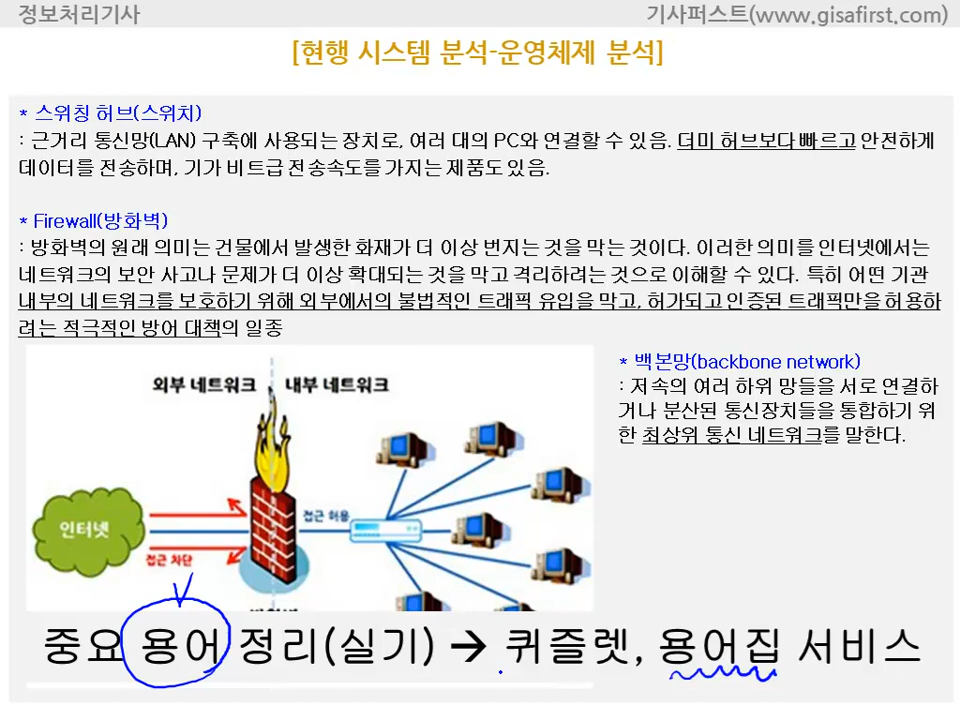 정보처리기사
기사퍼스트(www.gisafirst.com)
[현행 시스템 분석-운영체제 분석]
* 스위칭 허브(스위치)
: 근거리 통신망(LAN) 구축에 사용되는 장치로, 여러 대의 PC와 연결할 수 있음. 더미 허브보다 빠르고 안전하게
데이터를 전송하며, 기가 비트급 전송속도를 가지는 제품도 있음.
* Firewall(방화벽)
: 방화벽의 원래 의미는 건물에서 발생한 화재가 더 이상 번지는 것을 막는 것이다. 이러한 의미를 인터넷에서는
네트워크의 보안 사고나 문제가 더 이상 확대되는 것을 막고 격리하려는 것으로 이해할 수 있다. 특히 어떤 기관
내부의 네트워크를 보호하기 위해 외부에서의 불법적인 트래픽 유입을 막고, 허가되고 인증된 트래픽만을 허용하
려는 적극적인 방어 대책의 일종
외부 네트워크
내부 네트워크
인터넷
접근 허용
접근 차단
* 백본망(backbone network)
: 저속의 여러 하위 망들을 서로 연결하
거나 분산된 통신장치들을 통합하기 위
한 최상위 통신 네트워크를 말한다.
중요 용어 정리(실기) → 퀴즐렛, 용어집 서비스